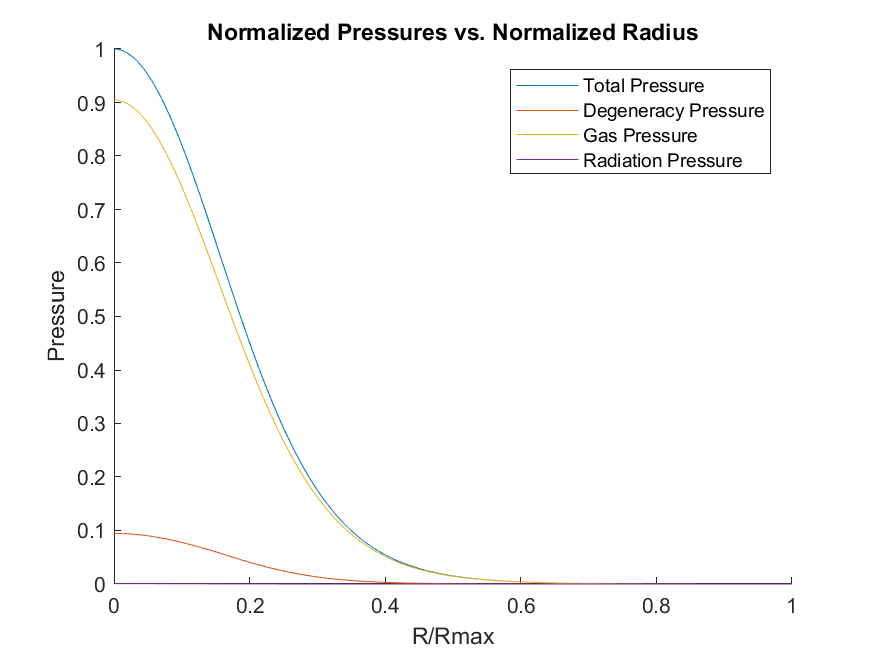 Normalized Pressures vs. Normalized Radius
Total Pressure
Degeneracy Pressure
Gas Pressure
Radiation Pressure
1
0.9
0.8
0.7
0.6
0.5
0.4
0.3
0.2
0.1
0
Pressure
0 0.2 0.4 0.6 0.8 1
R/Rmax